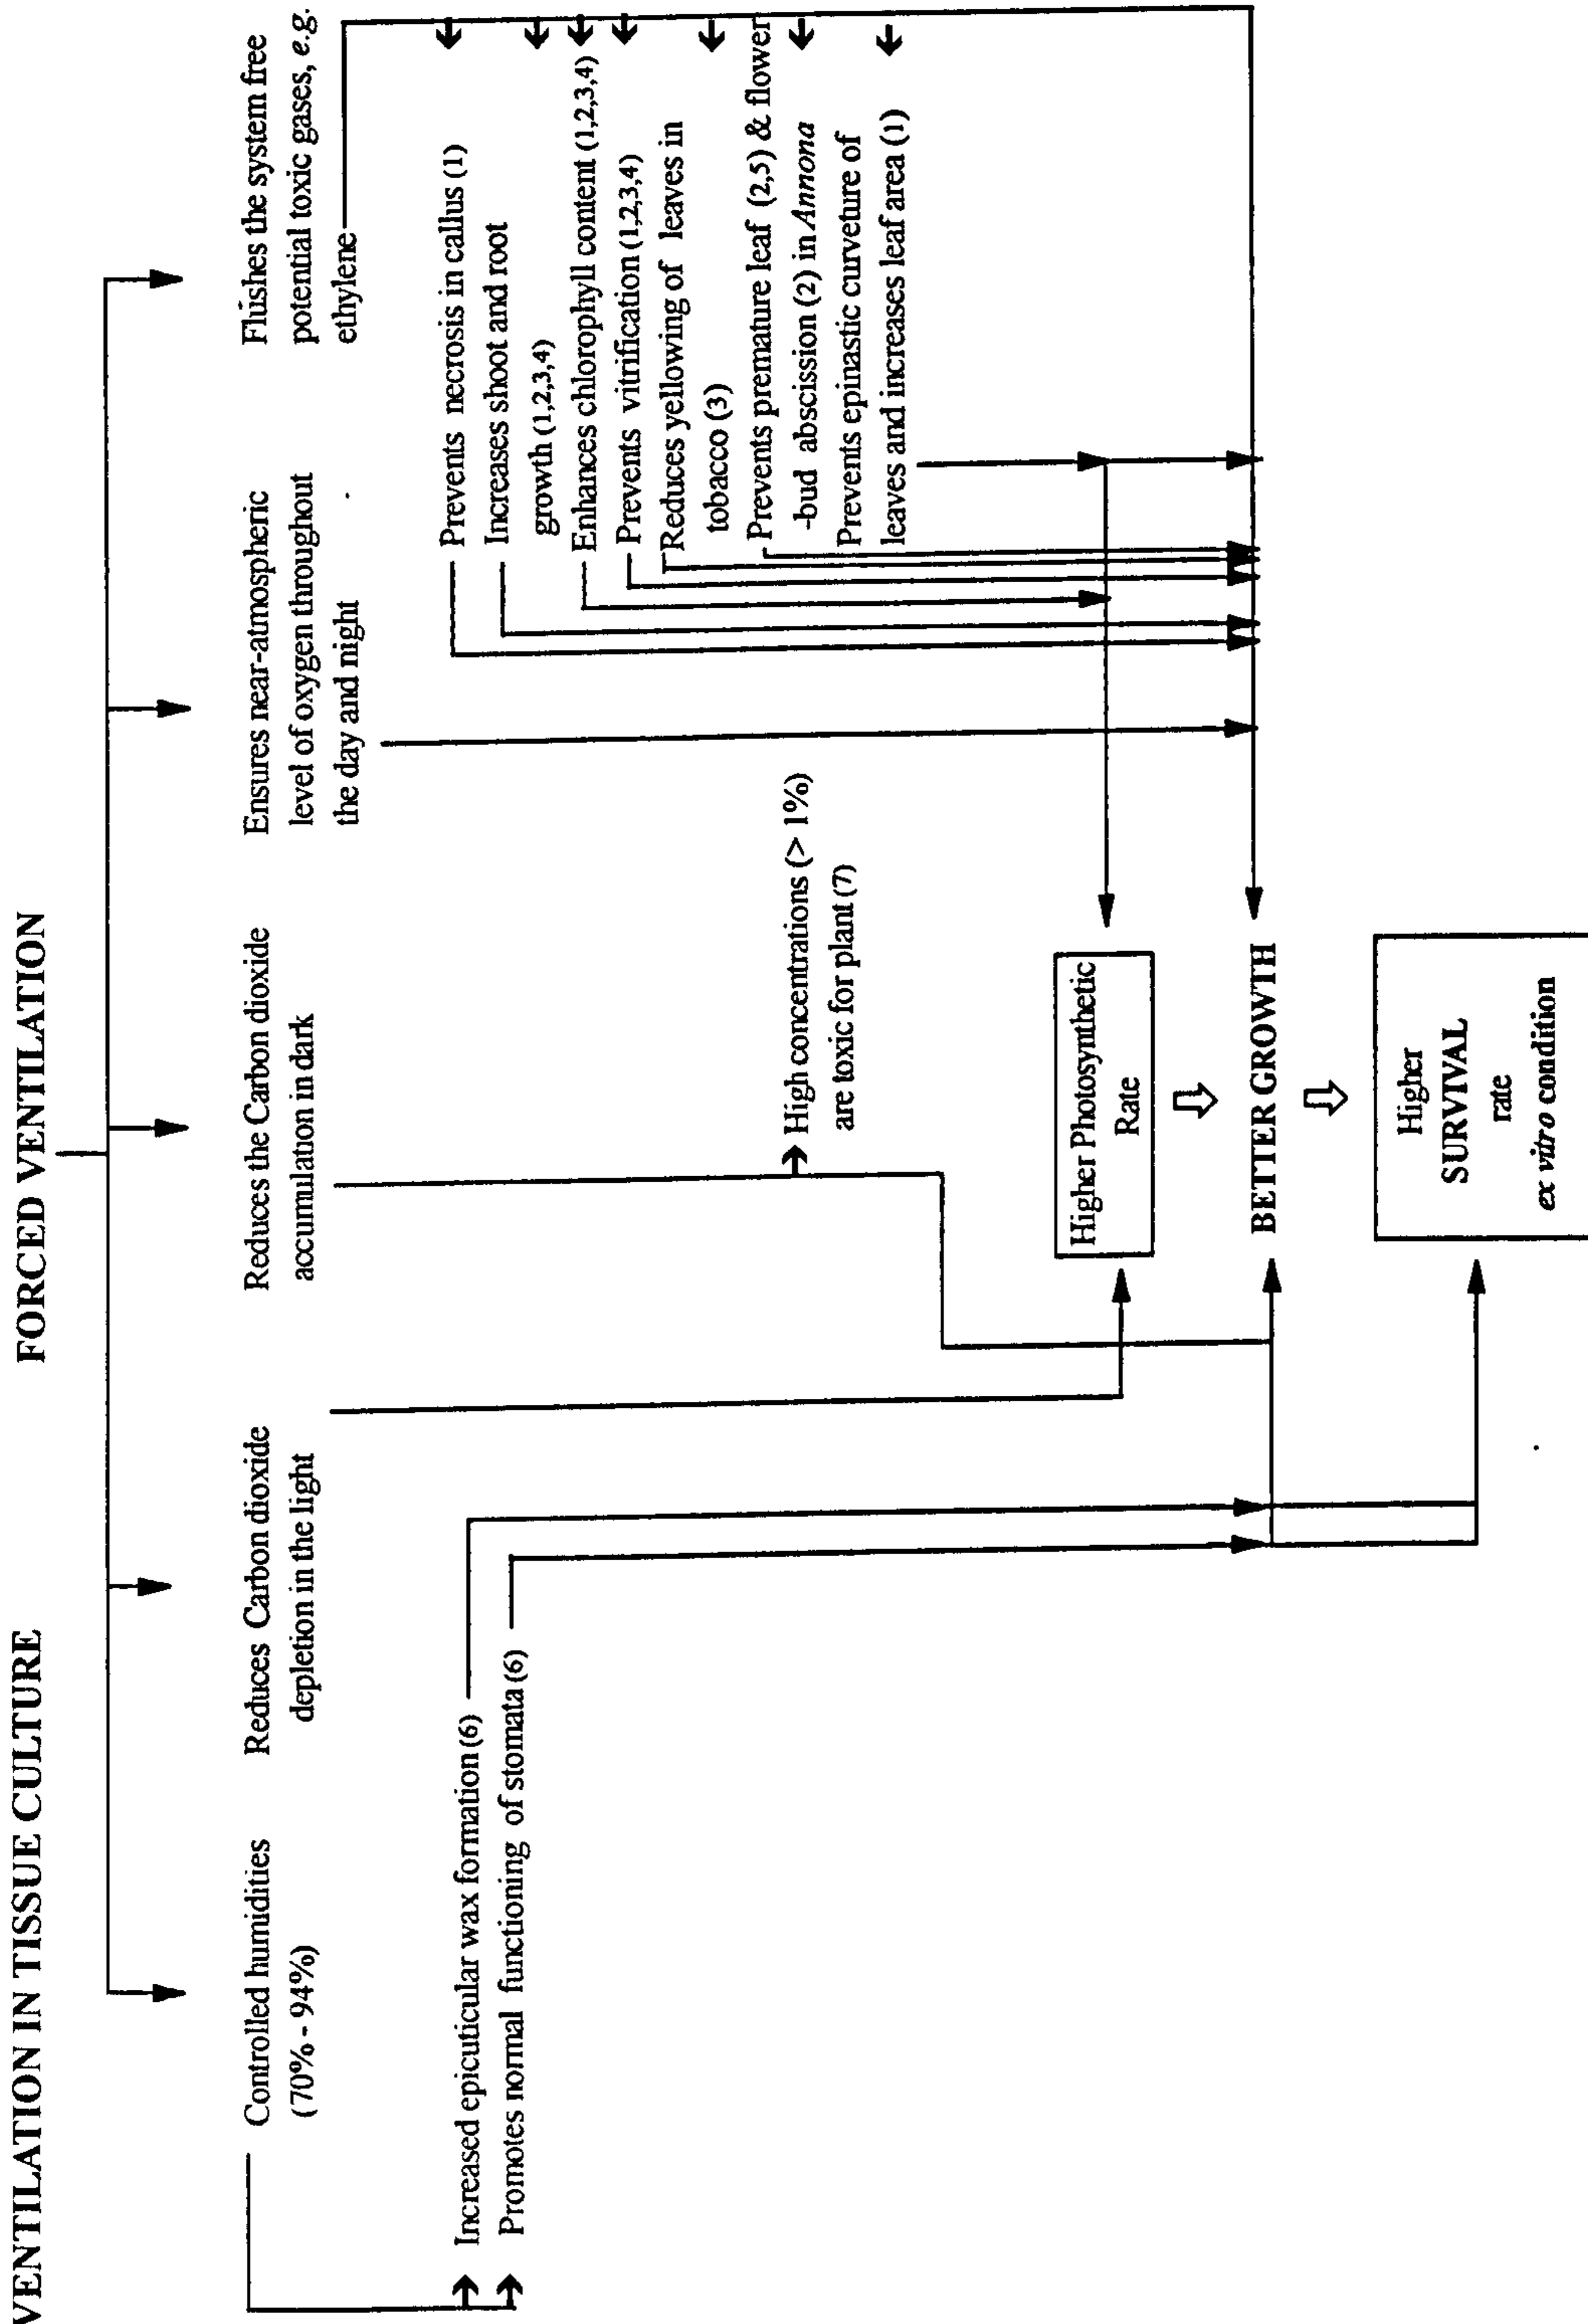 VENTILATION IN TISSUE CULTURE
FORCED VENTILATION
Controlled humidities
(70% - 94%)
Reduces Carbon dioxide
depletion in the light
Reduces the Carbon dioxide
accumulation in dark
Ensures near-atmospheric
level of oxygen throughout
the day and night
Flushes the system free
potential toxic gases, e.g.
ethylene
Increased epicuticular wax formation (6)
Promotes normal functioning of stomata (6)
High concentrations (> 1%)
are toxic for plant (7)
Prevents necrosis in callus (1)
Increases shoot and root
growth (1,2,3,4)
Enhances chlorophyll content (1,2,3,4)
Prevents vitrification (1,2,3,4)
Reduces yellowing of leaves in
tobacco (3)
Prevents premature leaf (2,5) & flower
-bud abscission (2) in Annona
Prevents epinastic curveture of
leaves and increases leaf area (1)
Higher Photosynthetic
Rate
BETTER GROWTH
Higher
SURVIVAL
rate
ex vitro condition